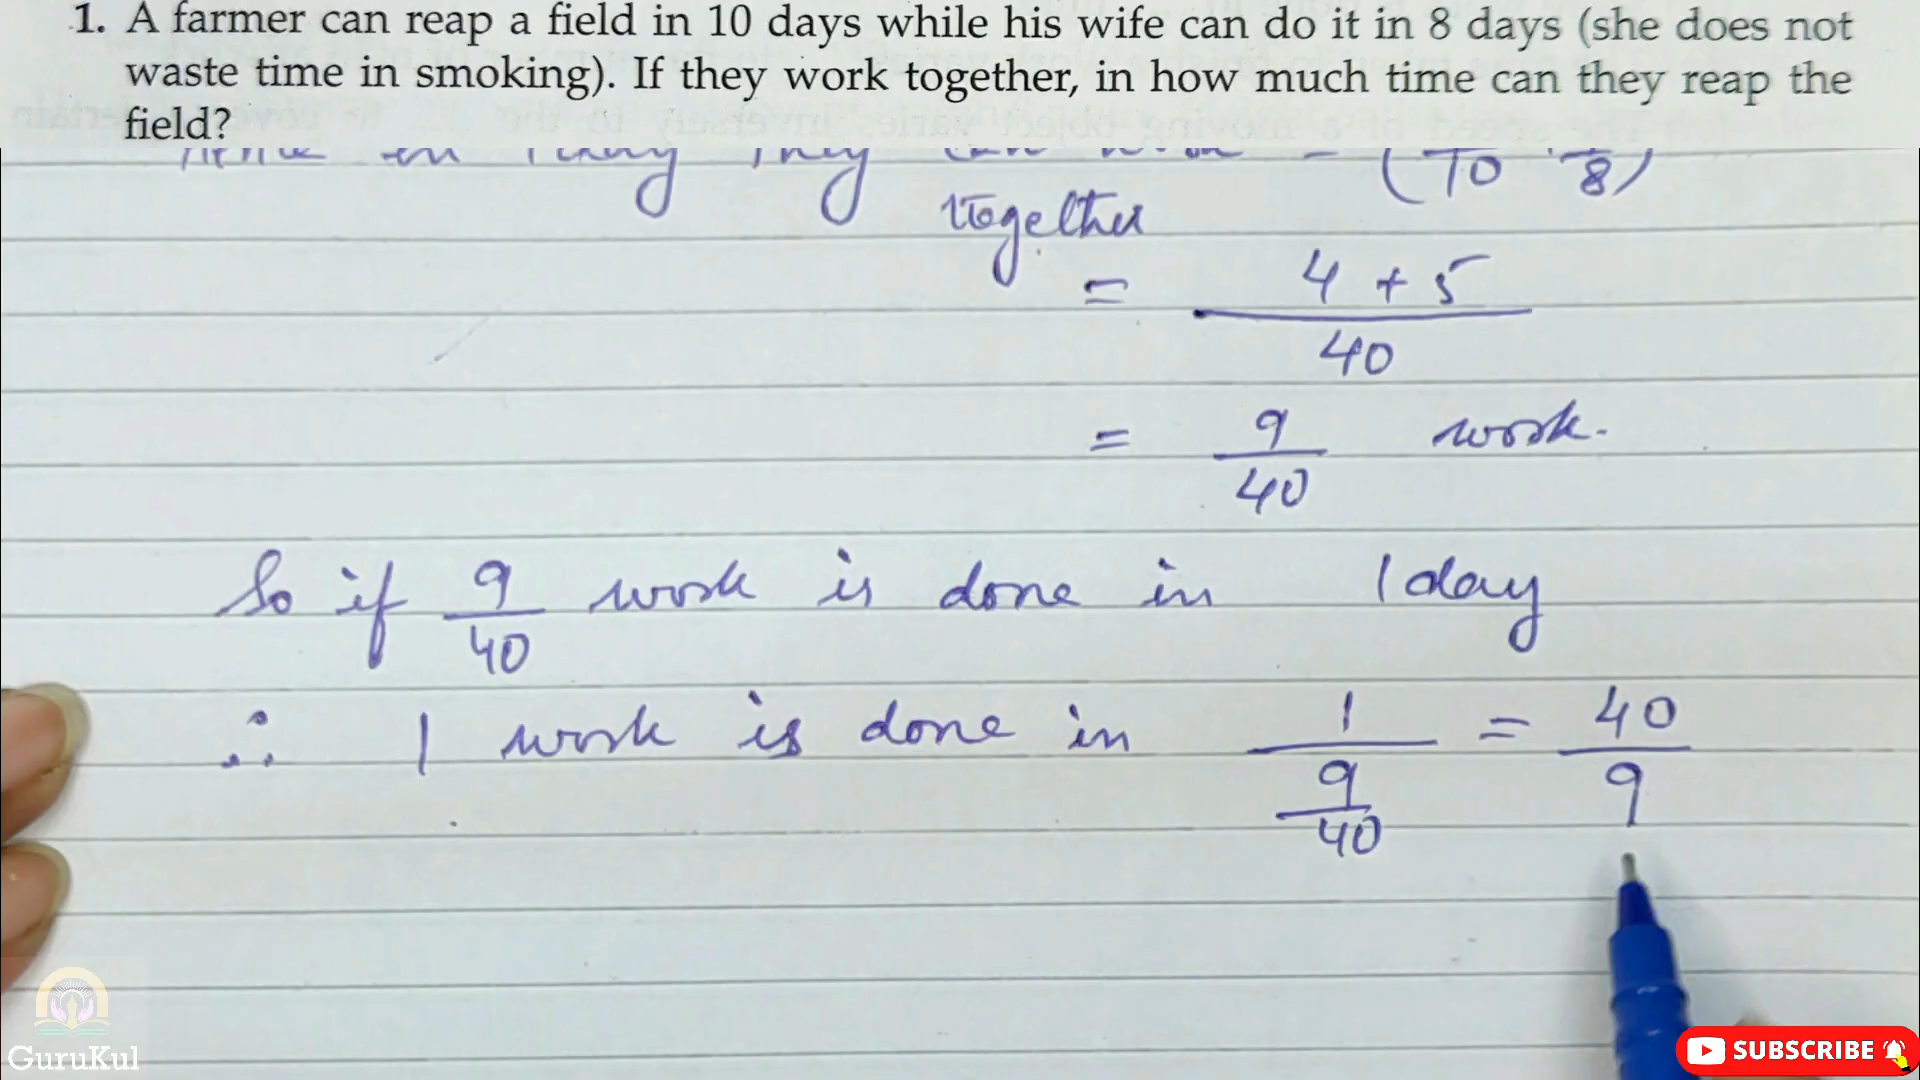 1. A farmer can reap a field in 10 days while his wife can do it in 8 days (she does not
waste time in smoking). If they work together, in how much time can they reap the
field?
10 8)
together
= 4 + 5
40
= 9 work.
40
So if 9 work is done in 1 day
40
∴ 1 work is done in 1 = 40
9 9
40
GuruKul
SUBSCRIBE